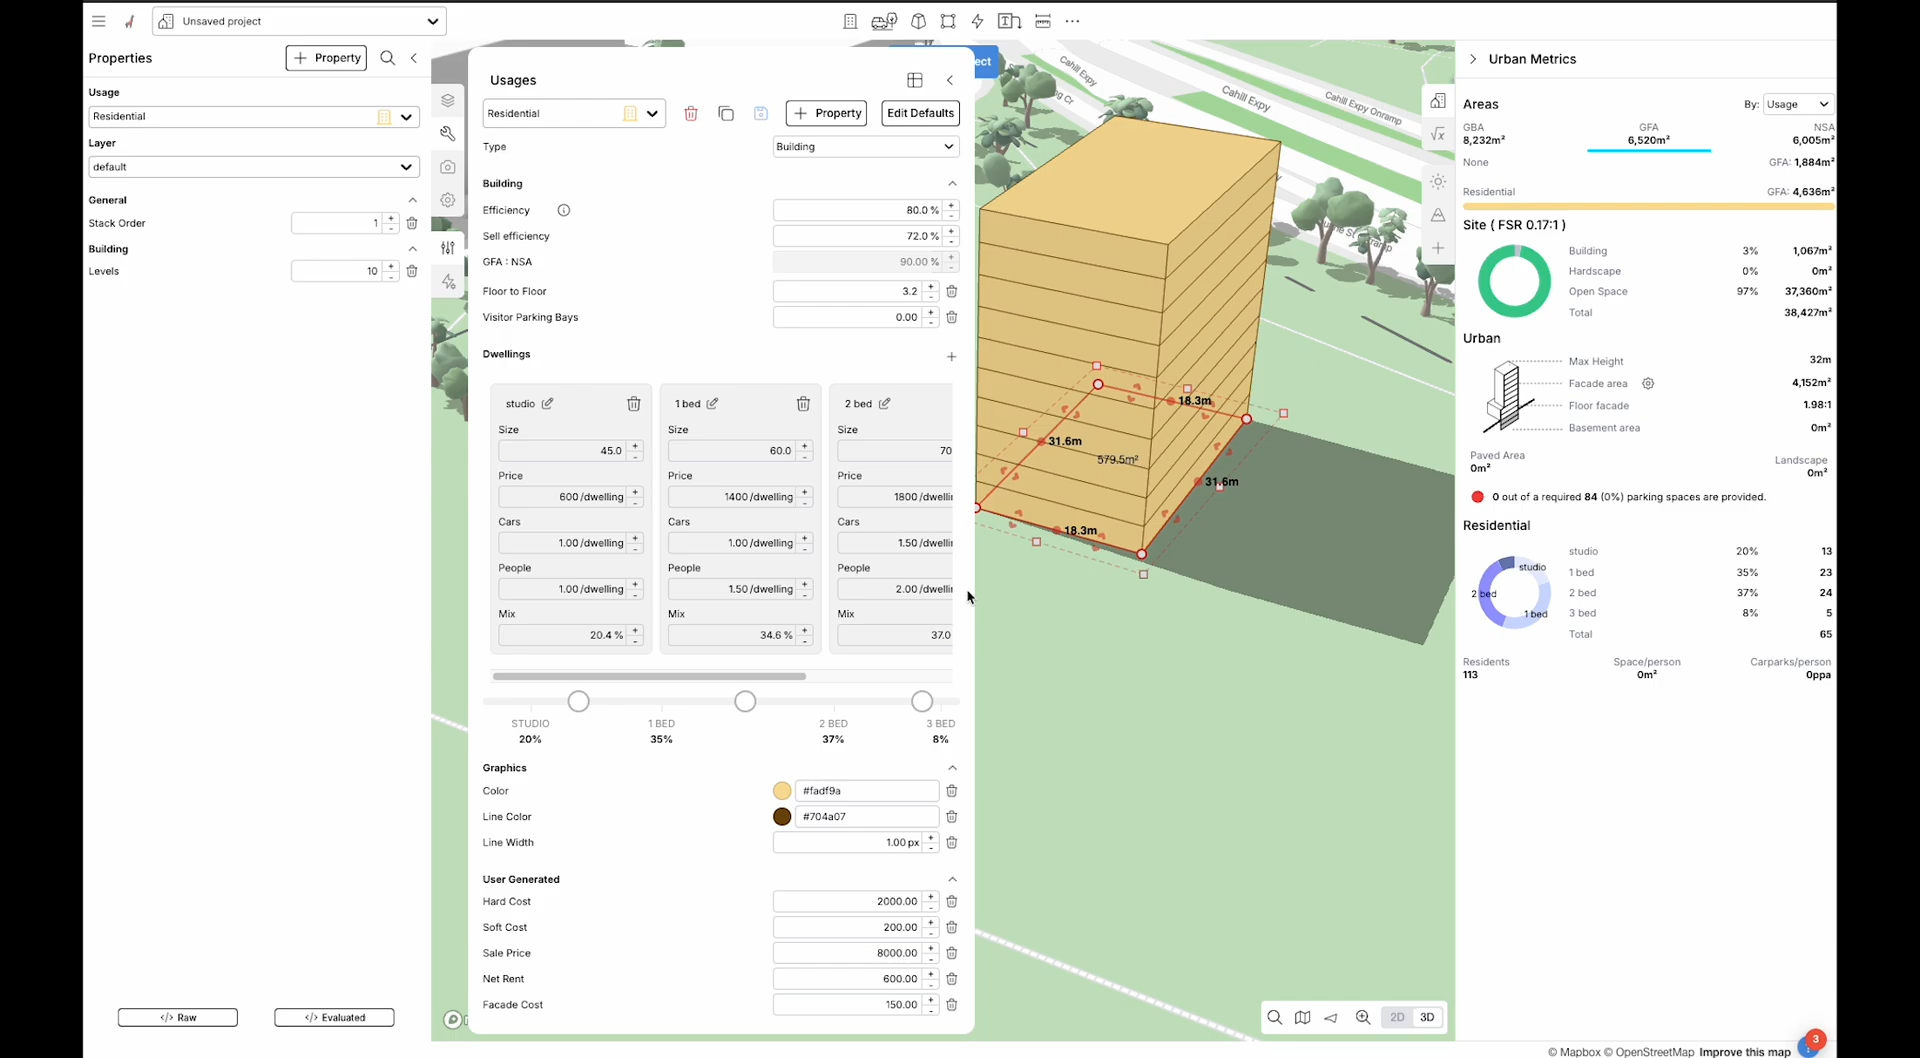 Unsaved project
Properties
Property
Usage
Residential
Layer
default
General
Stack Order
1
Building
Levels
10
</> Raw
</> Evaluated
Usages
Residential
Property
Edit Defaults
Type
Building
Building
Efficiency
80.0 %
Sell efficiency
72.0 %
GFA : NSA
90.00 %
Floor to Floor
3.2
Visitor Parking Bays
0.00
Dwellings
studio
1 bed
2 bed
Size
Size
Size
45.0
60.0
70
Price
Price
Price
600 /dwelling
1400 /dwelling
1800 /dwellin
Cars
Cars
Cars
1.00 /dwelling
1.00 /dwelling
1.50 /dwellin
People
People
People
1.00 /dwelling
1.50 /dwelling
2.00 /dwellin
Mix
Mix
Mix
20.4 %
34.6 %
37.0
STUDIO
1 BED
2 BED
3 BED
20%
35%
37%
8%
Graphics
Color
#fadf9a
Line Color
#704a07
Line Width
1.00 px
User Generated
Hard Cost
2000.00
Soft Cost
200.00
Sale Price
8000.00
Net Rent
600.00
Facade Cost
150.00
ect
Cahill Expy
ng Cr
Cahill Expy
Cahill Expy Onramp
St Onramp
18.3m
31.6m
579.5m²
31.6m
18.3m
2D
3D
Urban Metrics
Areas
By:
Usage
GBA
GFA
NSA
8,232m²
6,520m²
6,005m²
None
GFA: 1,884m²
Residential
GFA: 4,636m²
Site ( FSR 0.17:1 )
Building
3%
1,067m²
Hardscape
0%
0m²
Open Space
97%
37,360m²
Total
38,427m²
Urban
Max Height
32m
Facade area
4,152m²
Floor facade
1.98:1
Basement area
0m²
Paved Area
0m²
Landscape
0m²
0 out of a required 84 (0%) parking spaces are provided.
Residential
studio
2 bed
1 bed
studio
20%
13
1 bed
35%
23
2 bed
37%
24
3 bed
8%
5
Total
65
Residents
Space/person
Carparks/person
113
0m²
0ppa
3
© Mapbox © OpenStreetMap Improve this map